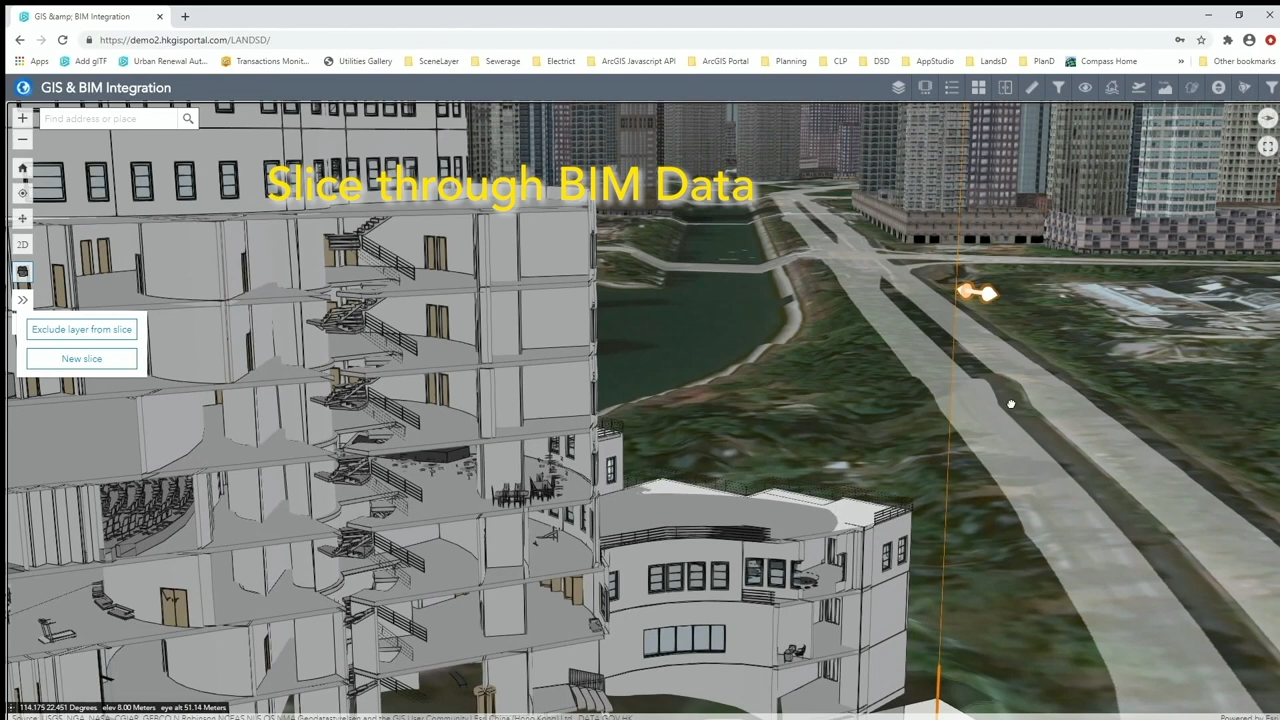 GIS &amp; BIM Integration
https://demo2.hkgisportal.com/LANDSD/
Apps Add glTF Urban Renewal Aut... Transactions Monit... Utilities Gallery SceneLayer Sewerage Electrict ArcGIS Javascript API ArcGIS Portal Planning CLP DSD AppStudio LandsD PlanD Compass Home » Other bookmarks
GIS & BIM Integration
Find address or place
Slice through BIM Data
2D
Exclude layer from slice
New slice
114.175 22.451 Degrees elev 8.00 Meters eye alt 51.14 Meters